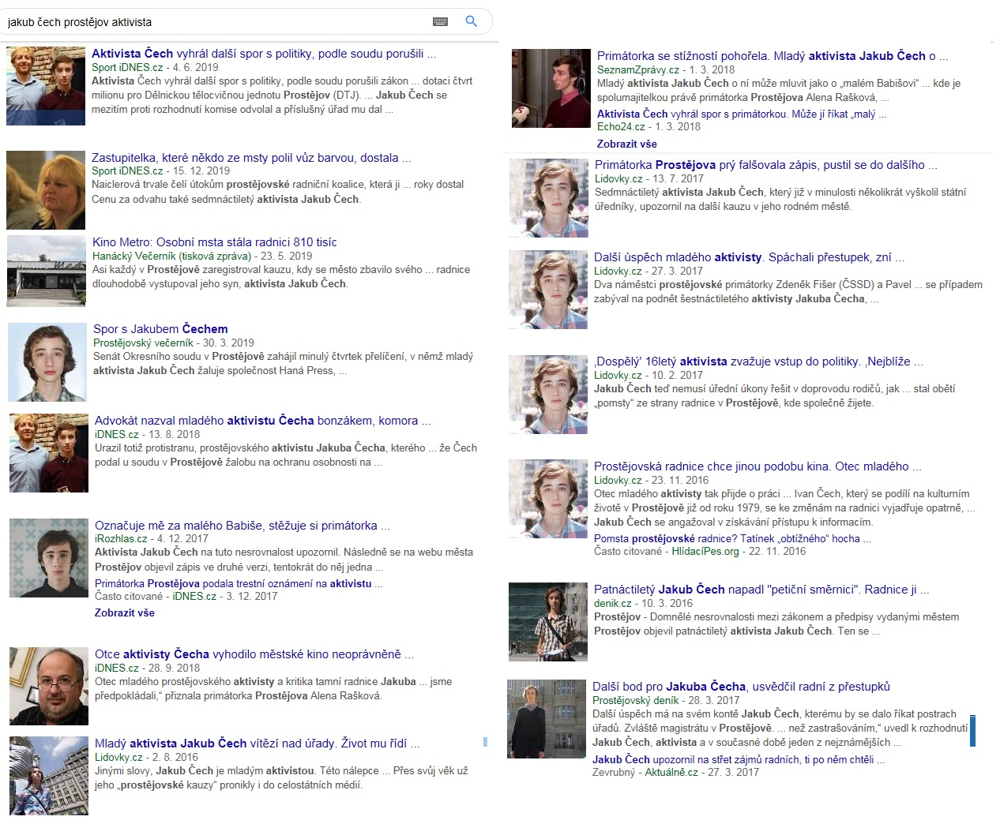 jakub čech prostějov aktivista
Aktivista Čech vyhrál další spor s politiky, podle soudu porušili ...
Sport iDNES.cz - 4. 6. 2019
Aktivista Čech vyhrál další spor s politiky, podle soudu porušili zákon ... dotaci čtvrt
milionu pro Dělnickou tělocvičnou jednotu Prostějov (DTJ). ... Jakub Čech se
mezitím proti rozhodnutí komise odvolal a příslušný úřad mu dal ...
Zastupitelka, které někdo ze msty polil vůz barvou, dostala ...
Sport iDNES.cz - 15. 12. 2019
Naiclerová trvale čelí útokům prostějovské radniční koalice, která ji ... roky dostal
Cenu za odvahu také sedmnáctiletý aktivista Jakub Čech.
Kino Metro: Osobní msta stála radnici 810 tisíc
Hanácký Večerník (tisková zpráva) - 23. 5. 2019
Asi každý v Prostějově zaregistroval kauzu, kdy se město zbavilo svého ... radnice
dlouhodobě vystupoval jeho syn, aktivista Jakub Čech.
Spor s Jakubem Čechem
Prostějovský večerník - 30. 3. 2019
Senát Okresního soudu v Prostějově zahájil minulý čtvrtek přelíčení, v němž mladý
aktivista Jakub Čech žaluje společnost Haná Press, ...
Advokát nazval mladého aktivistu Čecha bonzákem, komora ...
iDNES.cz - 13. 8. 2018
Urazil totiž protistranu, prostějovského aktivistu Jakuba Čecha, kterého ... že Čech
podal u soudu v Prostějově žalobu na ochranu osobnosti na ...
Označuje mě za malého Babiše, stěžuje si primátorka ...
iRozhlas.cz - 4. 12. 2017
Aktivista Jakub Čech na tuto nesrovnalost upozornil. Následně se na webu města
Prostějov objevil zápis ve druhé verzi, tentokrát do něj jedna ...
Primátorka Prostějova podala trestní oznámení na aktivistu ...
Často citované - iDNES.cz - 3. 12. 2017
Zobrazit vše
Otce aktivisty Čecha vyhodilo městské kino neoprávněně ...
iDNES.cz - 28. 9. 2018
Otec mladého prostějovského aktivisty a kritika tamní radnice Jakuba ... jsme
předpokládali,“ přiznala primátorka Prostějova Alena Rašková.
Mladý aktivista Jakub Čech vítězí nad úřady. Život mu řídí ...
Lidovky.cz - 2. 8. 2016
Jinými slovy, Jakub Čech je mladým aktivistou. Této nálepce ... Přes svůj věk už
jeho „prostějovské kauzy“ pronikly i do celostátních médií.
Primátorka se stížností pohořela. Mladý aktivista Jakub Čech o ...
SeznamZprávy.cz - 1. 3. 2018
Mladý aktivista Jakub Čech o ní může mluvit jako o „malém Babišovi“ ... kde je
spolumajitelkou právě primátorka Prostějova Alena Rašková, ...
Aktivista Čech vyhrál spor s primátorkou. Může jí říkat „malý ...
Echo24.cz - 1. 3. 2018
Zobrazit vše
Primátorka Prostějova prý falšovala zápis, pustil se do dalšího ...
Lidovky.cz - 13. 7. 2017
Sedmnáctiletý aktivista Jakub Čech, který již v minulosti několikrát vyškolil státní
úředníky, upozornil na další kauzu v jeho rodném městě.
Další úspěch mladého aktivisty. Spáchali přestupek, zní ...
Lidovky.cz - 27. 3. 2017
Dva náměstci prostějovské primátorky Zdeněk Fišer (ČSSD) a Pavel ... se případem
zabýval na podnět šestnáctiletého aktivisty Jakuba Čecha, ...
‚Dospělý’ 16letý aktivista zvažuje vstup do politiky. ‚Nejblíže ...
Lidovky.cz - 10. 2. 2017
Jakub Čech teď nemusí úřední úkony řešit v doprovodu rodičů, jak ... stal obětí
„pomsty“ ze strany radnice v Prostějově, kde společně žijete.
Prostějovská radnice chce jinou podobu kina. Otec mladého ...
Lidovky.cz - 23. 11. 2016
Otec mladého aktivisty tak přijde o práci ... Ivan Čech, který se podílí na kulturním
životě v Prostějově již od roku 1979, se ke změnám na radnici vyjadřuje opatrně, ...
Jakub Čech se angažoval v získávání přístupu k informacím.
Pomsta prostějovské radnice? Tatínek „obtížného“ hocha ...
Často citované - HlídacíPes.org - 22. 11. 2016
Patnáctiletý Jakub Čech napadl "petiční směrnici". Radnice ji ...
denik.cz - 10. 3. 2016
Prostějov - Domnělé nesrovnalosti mezi zákonem a předpisy vydanými městem
Prostějov objevil patnáctiletý aktivista Jakub Čech. Ten se ...
Další bod pro Jakuba Čecha, usvědčil radní z přestupků
Prostějovský deník - 28. 3. 2017
Další úspěch má na svém kontě Jakub Čech, kterému by se dalo říkat postrach
úřadů. Zvláště magistrátu v Prostějově. ... než zastrašováním,“ uvedl k rozhodnutí
Jakub Čech, aktivista a v současné době jeden z nejznámějších ...
Jakub Čech upozornil na střet zájmů radních, ti po něm chtěli ...
Zevrubný - Aktuálně.cz - 27. 3. 2017